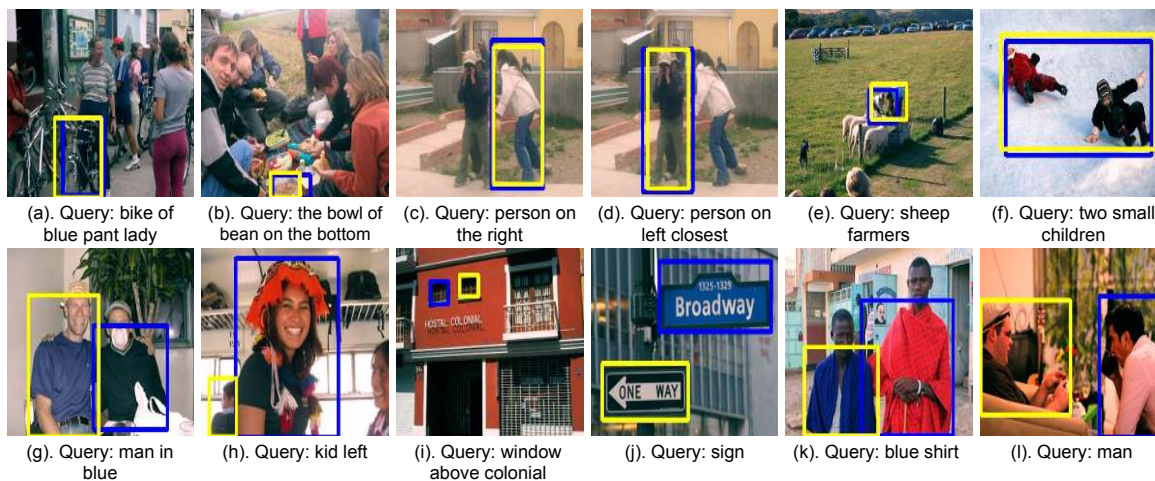 (a). Query: bike of
blue pant lady
(b). Query: the bowl of
bean on the bottom
(c). Query: person on
the right
(d). Query: person on
left closest
(e). Query: sheep
farmers
(f). Query: two small
children
HOSTAL COLONIAL
1325-1329
Broadway
ONE WAY
(g). Query: man in
blue
(h). Query: kid left
(i). Query: window
above colonial
(j). Query: sign
(k). Query: blue shirt
(l). Query: man